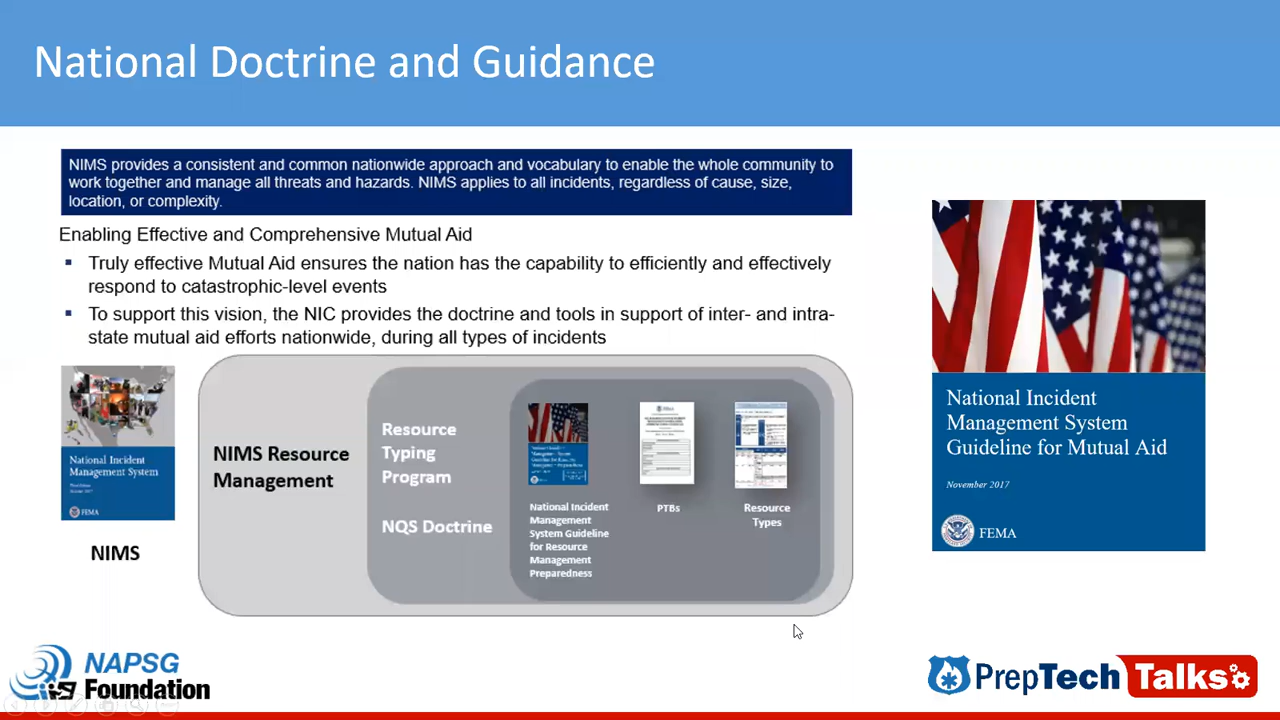 National Doctrine and Guidance
NIMS provides a consistent and common nationwide approach and vocabulary to enable the whole community to
work together and manage all threats and hazards. NIMS applies to all incidents, regardless of cause, size,
location, or complexity.
Enabling Effective and Comprehensive Mutual Aid
▪ Truly effective Mutual Aid ensures the nation has the capability to efficiently and effectively
respond to catastrophic-level events
▪ To support this vision, the NIC provides the doctrine and tools in support of inter- and intra-
state mutual aid efforts nationwide, during all types of incidents
National Incident
Management System
October 2017
FEMA
NIMS
NIMS Resource
Management
Resource
Typing
Program
NQS Doctrine
National Incident
Management
System Guideline
for Resource
Management
Preparedness
FEMA
PTBs
Resource
Types
National Incident
Management System
Guideline for Mutual Aid
November 2017
FEMA
NAPSG
Foundation
PrepTech Talks